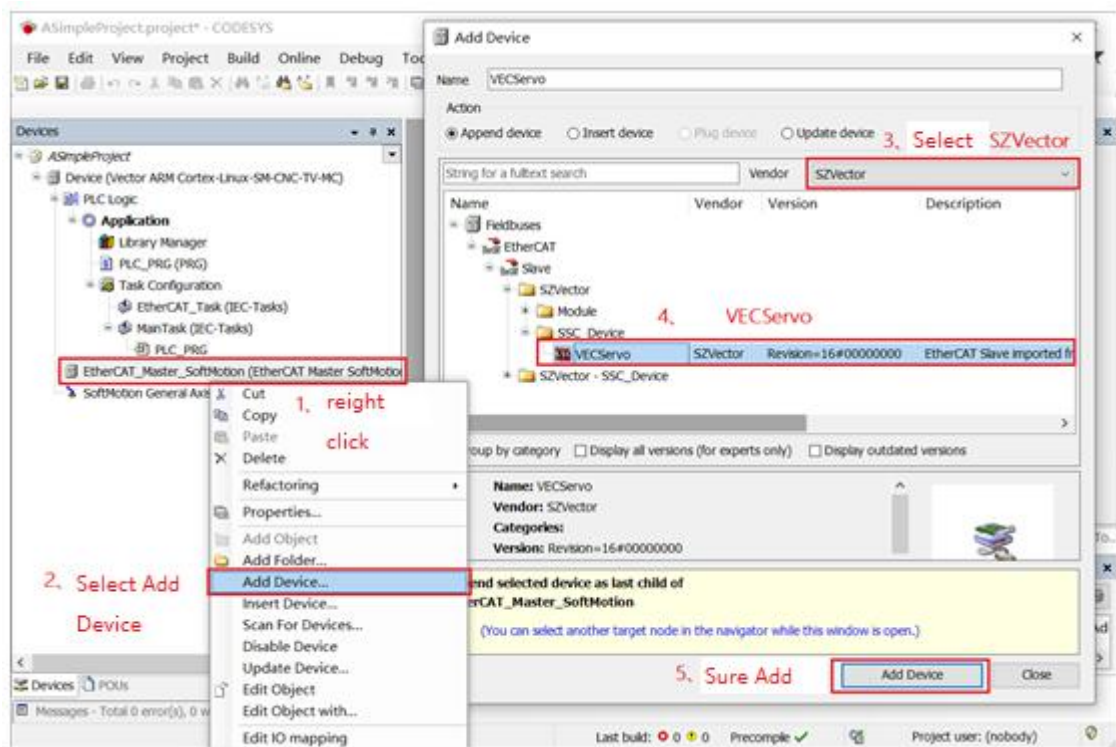 ASimpleProject.project* - CODESYS
File Edit View Project Build Online Debug
Devices
ASimpleProject
Device (Vector ARM Cortex-Linux-SM-CNC-TV-MC)
PLC Logic
Application
Library Manager
PLC_PRG (PRG)
Task Configuration
EtherCAT_Task (IEC-Tasks)
MainTask (IEC-Tasks)
PLC_PRG
EtherCAT_Master_SoftMotion (EtherCAT Master SoftMotion
SoftMotion General Axis
1、 reight
click
Cut
Copy
Paste
Delete
Refactoring
Properties...
Add Object
Add Folder...
Add Device...
Insert Device...
Scan For Devices...
Disable Device
Update Device...
Edit Object
Edit Object with...
Edit IO mapping
2、 Select Add
Device
Devices POUs
Messages - Total 0 error(s), 0 w
Add Device
Name VECServo
Action
Append device Insert device Plug device Update device
3、 Select SZVector
String for a fulltext search Vendor SZVector
Name Vendor Version Description
Fieldbuses
EtherCAT
Slave
SZVector
Module
4、 VECServo
SSC_Device
VECServo SZVector Revision=16#00000000 EtherCAT Slave imported fr
SZVector - SSC_Device
oup by category Display all versions (for experts only) Display outdated versions
Name: VECServo
Vendor: SZVector
Categories:
Version: Revision=16#00000000
end selected device as last child of
erCAT_Master_SoftMotion
(You can select another target node in the navigator while this window is open.)
5、 Sure Add
Add Device Close
Last build: 0 0 Precompile Project user: (nobody)